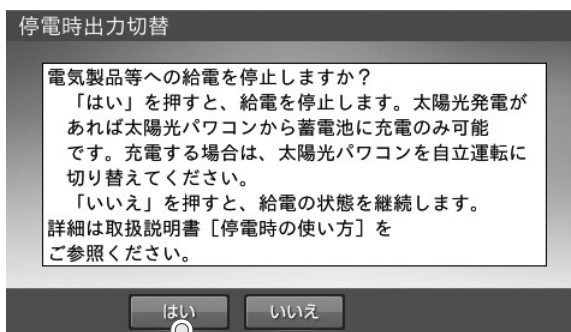 停電時出力切替
電気製品等への給電を停止しますか？
「はい」を押すと、給電を停止します。太陽光発電が
あれば太陽光パワコンから蓄電池に充電のみ可能
です。充電する場合は、太陽光パワコンを自立運転に
切り替えてください。
「いいえ」を押すと、給電の状態を継続します。
詳細は取扱説明書［停電時の使い方］を
ご参照ください。
はい
いいえ